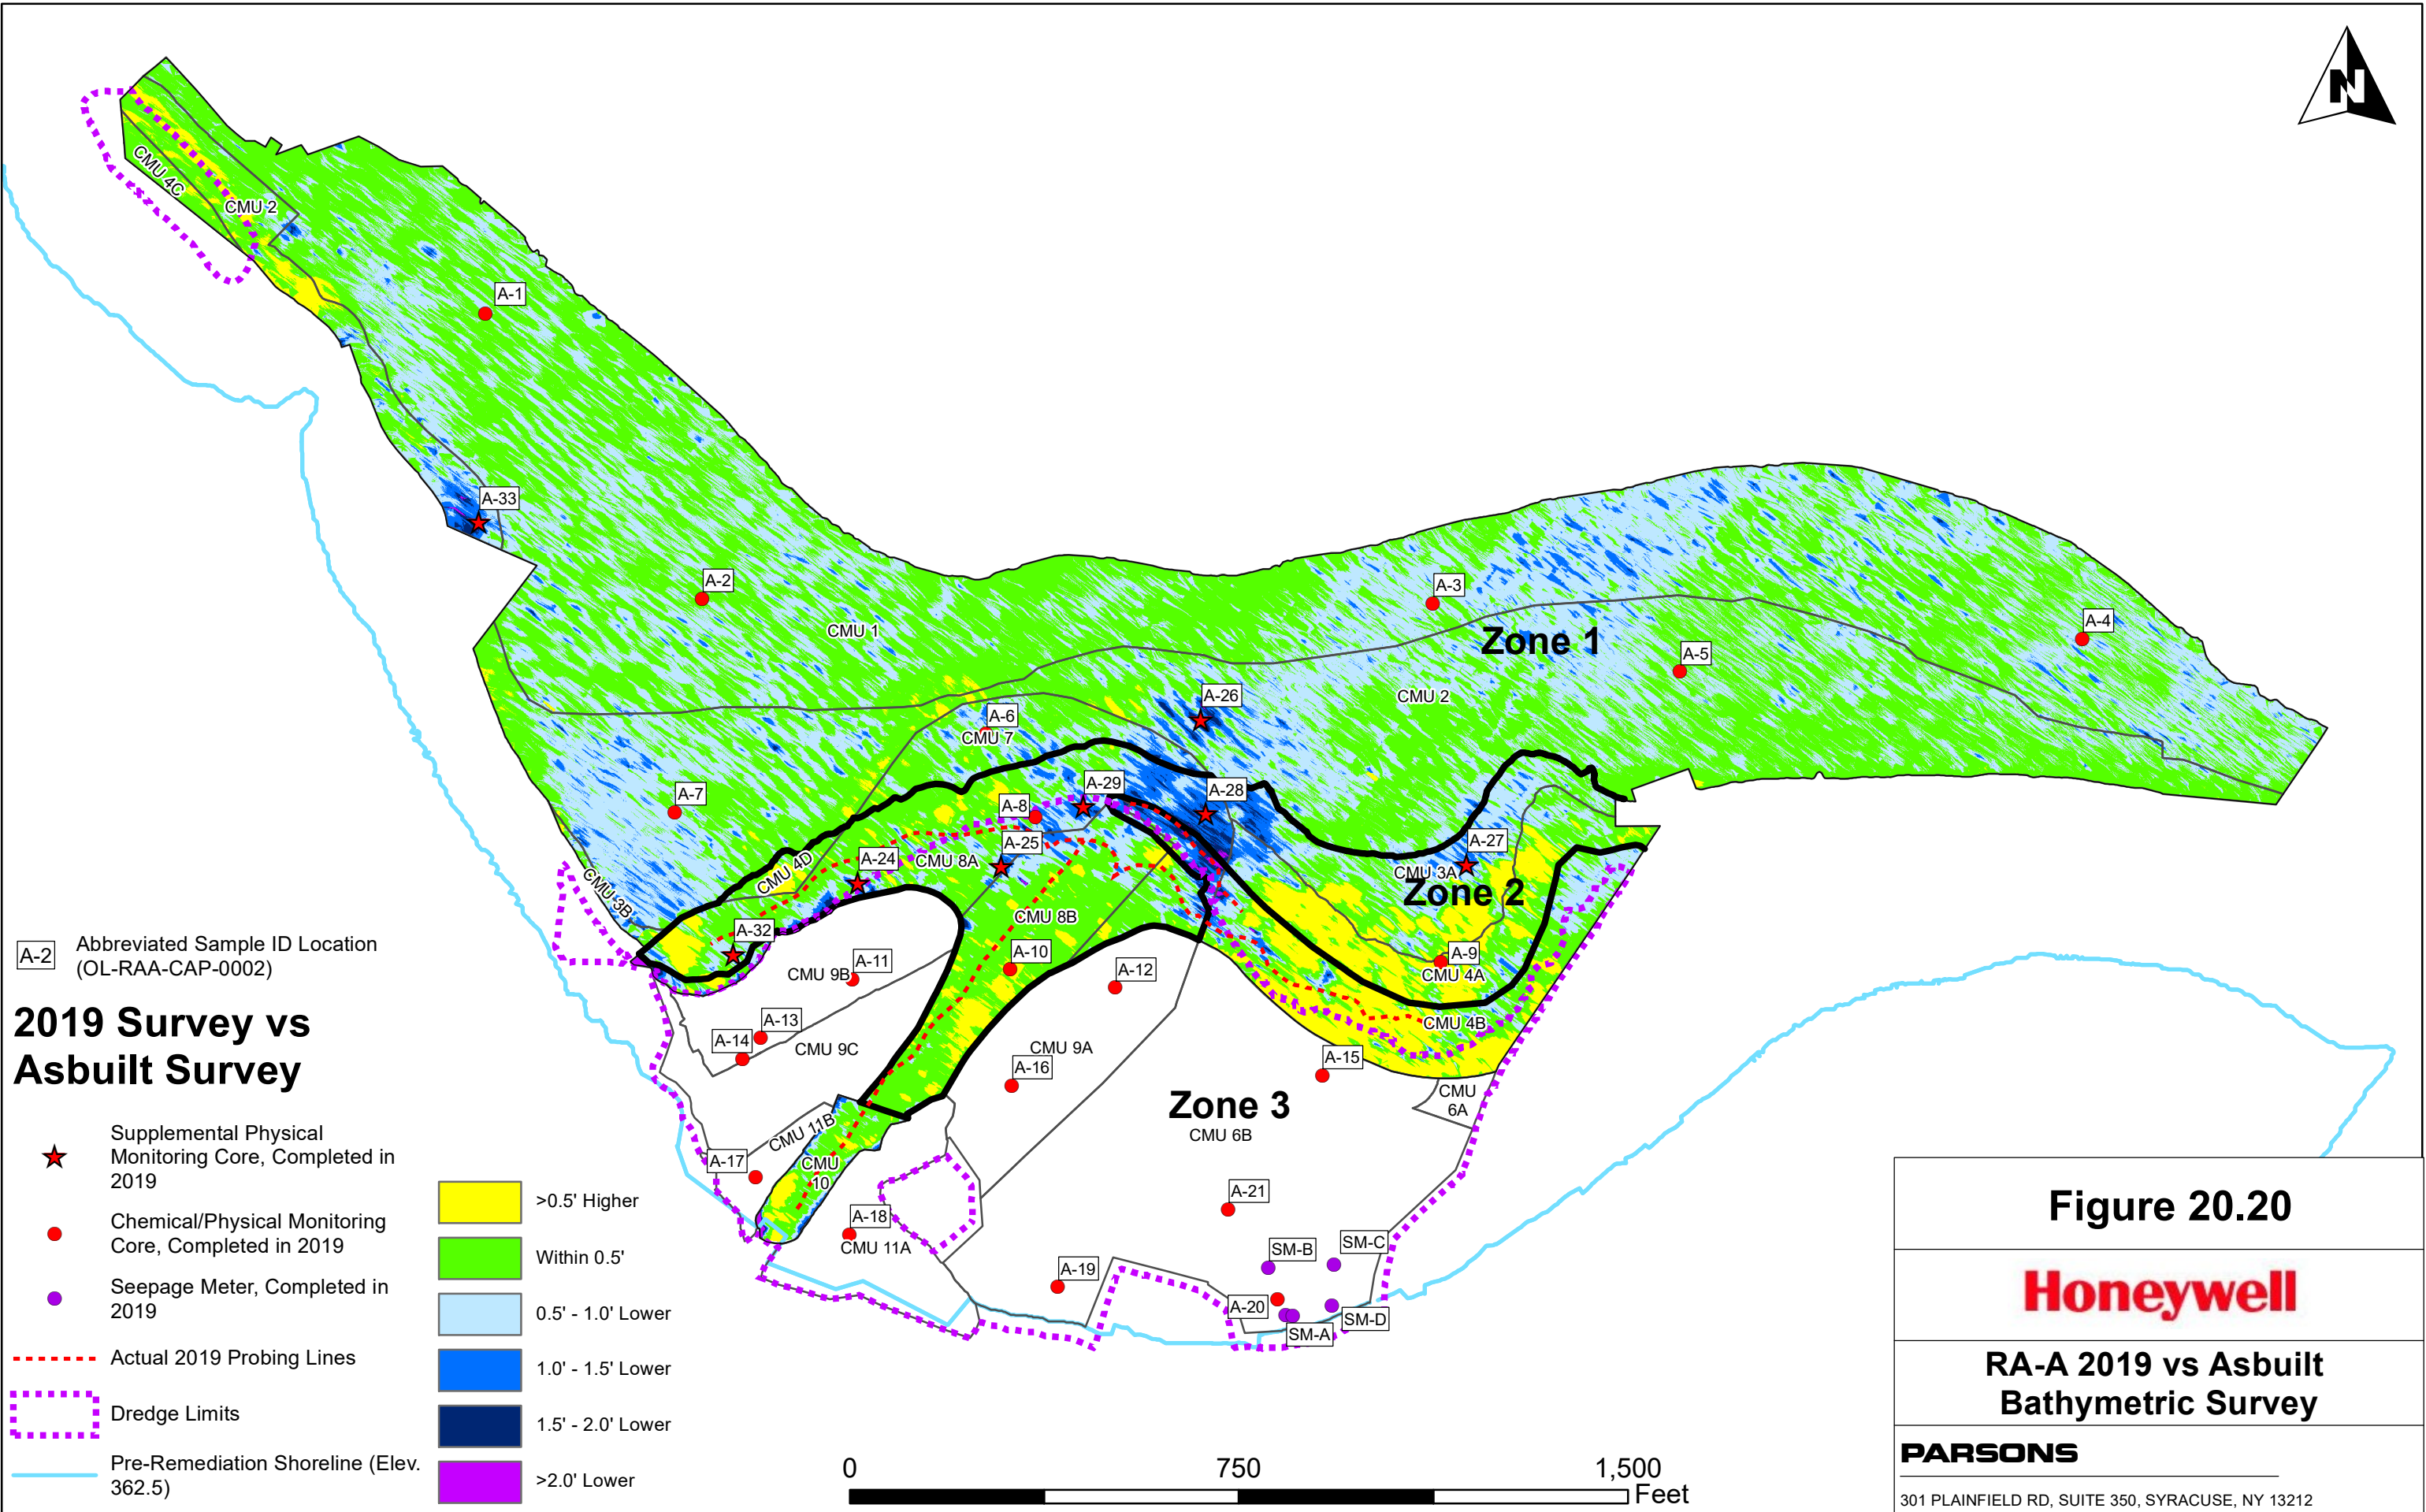 N
CMU 4C
CMU 2
A-1
A-33
A-2
CMU 1
A-3
Zone 1
A-4
A-5
A-26
CMU 2
A-6
CMU 7
A-7
A-29
A-28
A-8
A-25
A-27
CMU 3A
Zone 2
A-24
CMU 8A
CMU 4D
CMU 3B
CMU 8B
A-32
A-9
CMU 4A
A-10
A-11
CMU 9B
A-12
CMU 4B
A-13
A-14
CMU 9C
CMU 9A
A-16
A-15
CMU
6A
Zone 3
CMU 6B
CMU 11B
A-17
CMU
10
A-18
CMU 11A
A-21
SM-B
SM-C
A-19
A-20
SM-A
SM-D
A-2
Abbreviated Sample ID Location
(OL-RAA-CAP-0002)
2019 Survey vs
Asbuilt Survey
Supplemental Physical
Monitoring Core, Completed in
2019
Chemical/Physical Monitoring
Core, Completed in 2019
Seepage Meter, Completed in
2019
Actual 2019 Probing Lines
Dredge Limits
Pre-Remediation Shoreline (Elev.
362.5)
>0.5' Higher
Within 0.5'
0.5' - 1.0' Lower
1.0' - 1.5' Lower
1.5' - 2.0' Lower
>2.0' Lower
0 750 1,500
Feet
Figure 20.20
Honeywell
RA-A 2019 vs Asbuilt
Bathymetric Survey
PARSONS
301 PLAINFIELD RD, SUITE 350, SYRACUSE, NY 13212